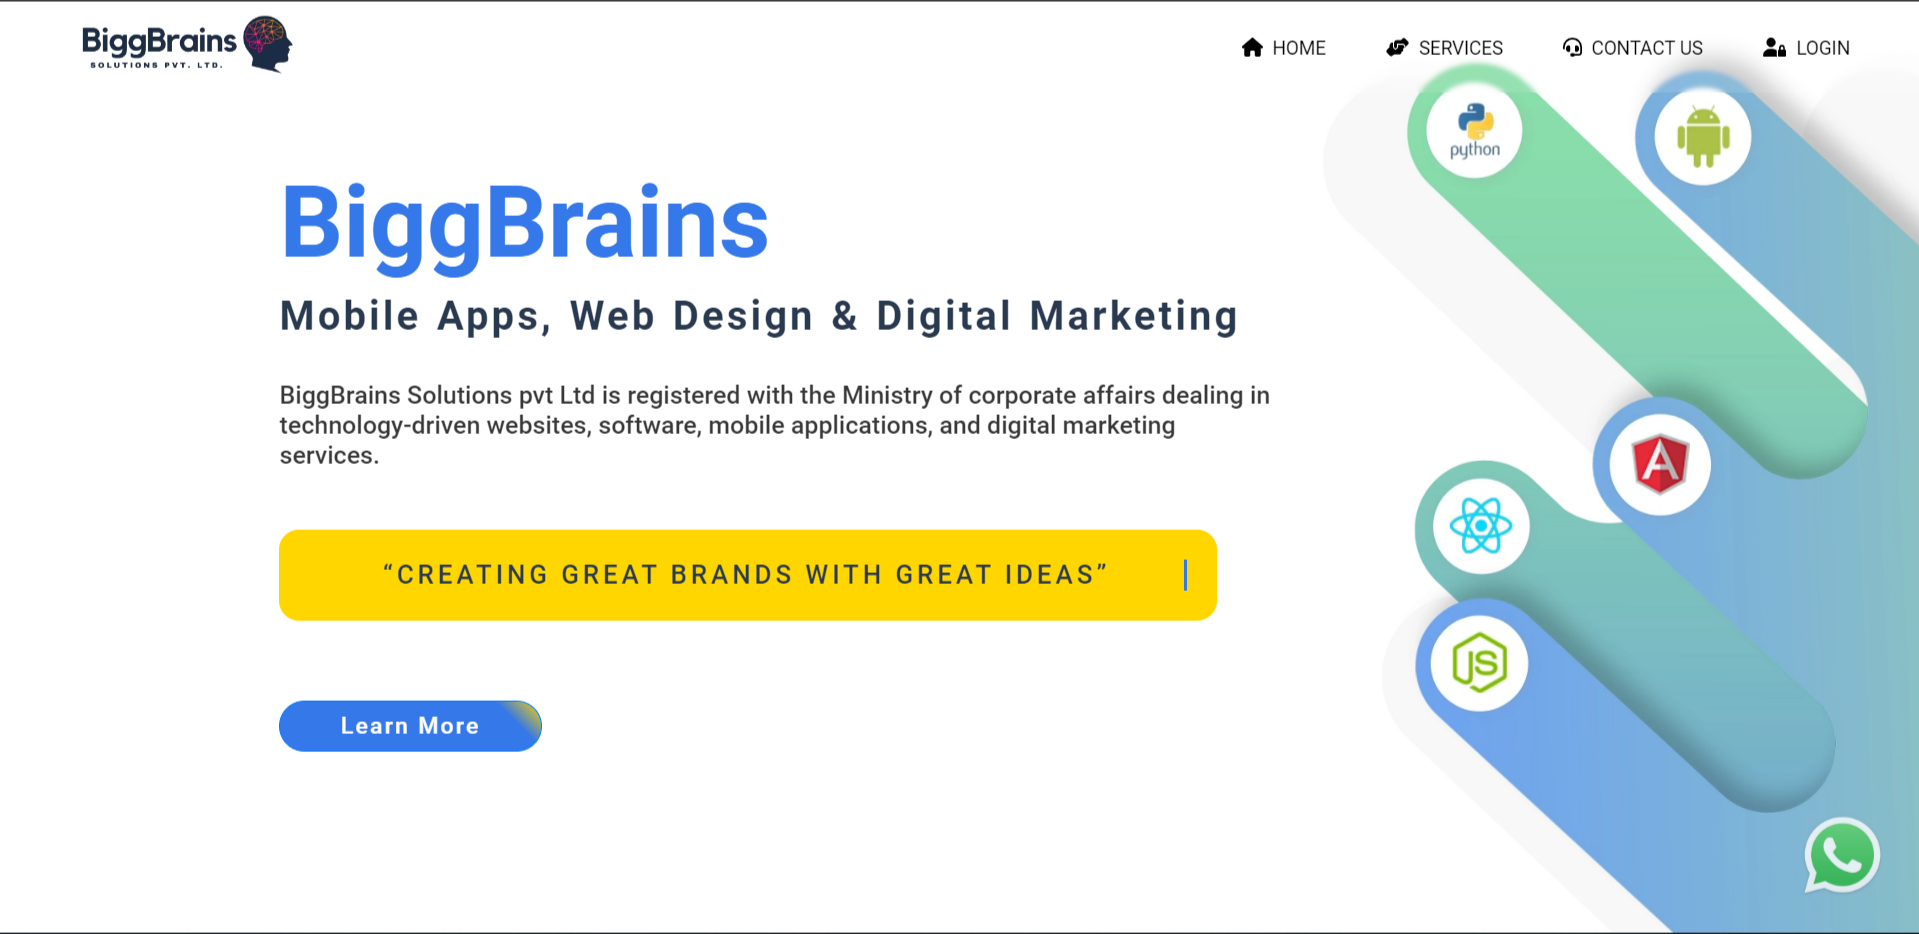 BiggBrains
SOLUTIONS PVT. LTD.
HOME
SERVICES
CONTACT US
LOGIN
python
BiggBrains
Mobile Apps, Web Design & Digital Marketing
BiggBrains Solutions pvt Ltd is registered with the Ministry of corporate affairs dealing in
technology-driven websites, software, mobile applications, and digital marketing
services.
“CREATING GREAT BRANDS WITH GREAT IDEAS”
A
JS
Learn More